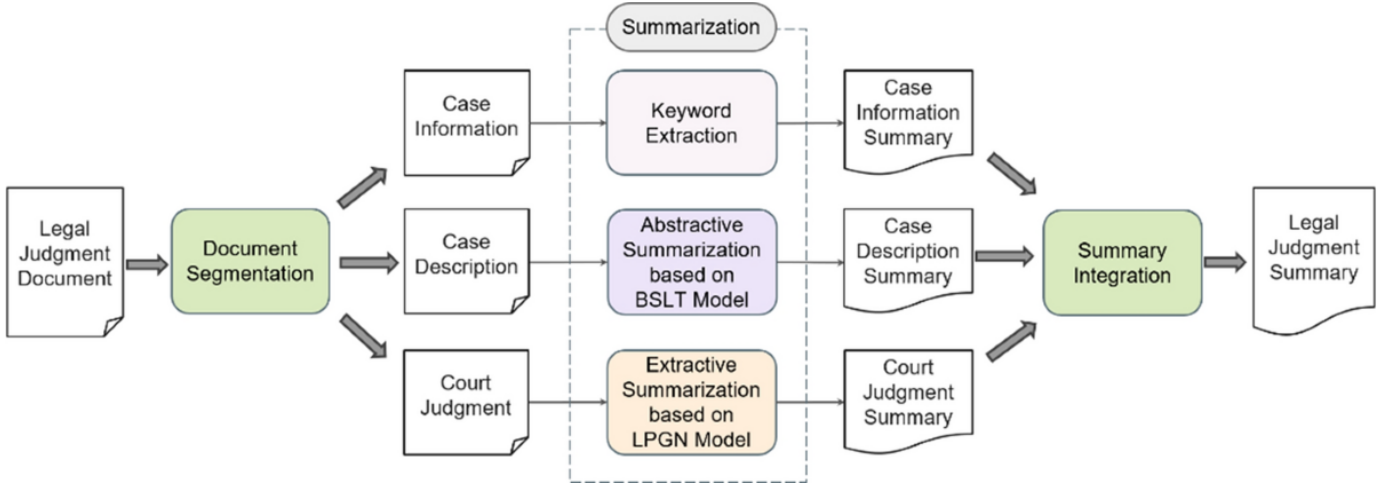 Summarization
Case
Information
Keyword
Extraction
Case
Information
Summary
Legal
Judgment
Document
Document
Segmentation
Case
Description
Abstractive
Summarization
based on
BSLT Model
Case
Description
Summary
Summary
Integration
Legal
Judgment
Summary
Court
Judgment
Extractive
Summarization
based on
LPGN Model
Court
Judgment
Summary